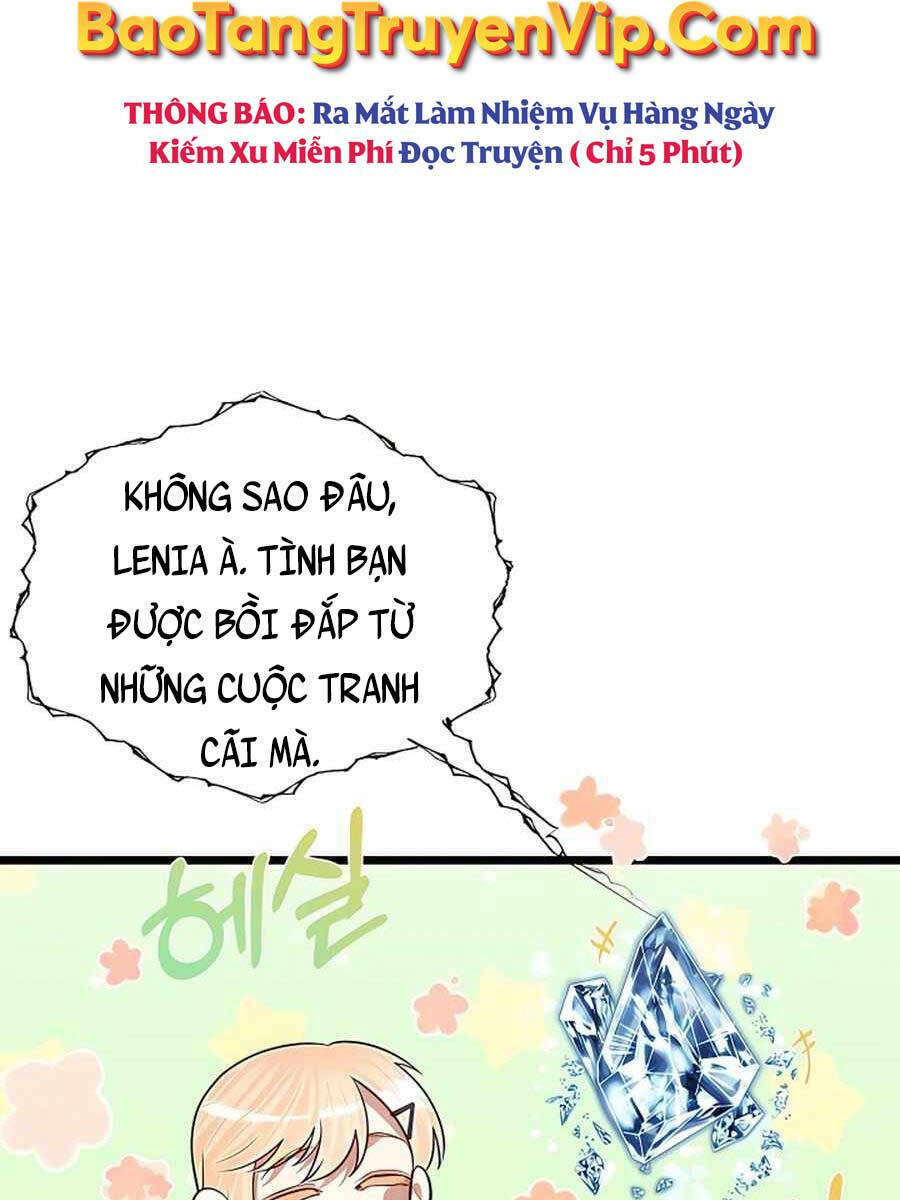 BaoTangTruyenVip.Com
THÔNG BÁO: Ra Mắt Làm Nhiệm Vụ Hàng Ngày
Kiếm Xu Miễn Phí Đọc Truyện ( Chỉ 5 Phút)
KHÔNG SAO ĐÂU,
LENIA À. TÌNH BẠN
ĐƯỢC BỒI ĐẮP TỪ
NHỮNG CUỘC TRANH
CÃI MÀ.
헤실